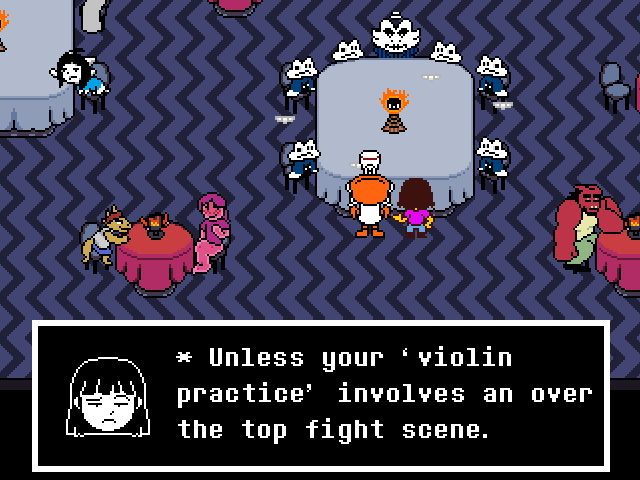 * Unless your ‘violin
practice’ involves an over
the top fight scene.